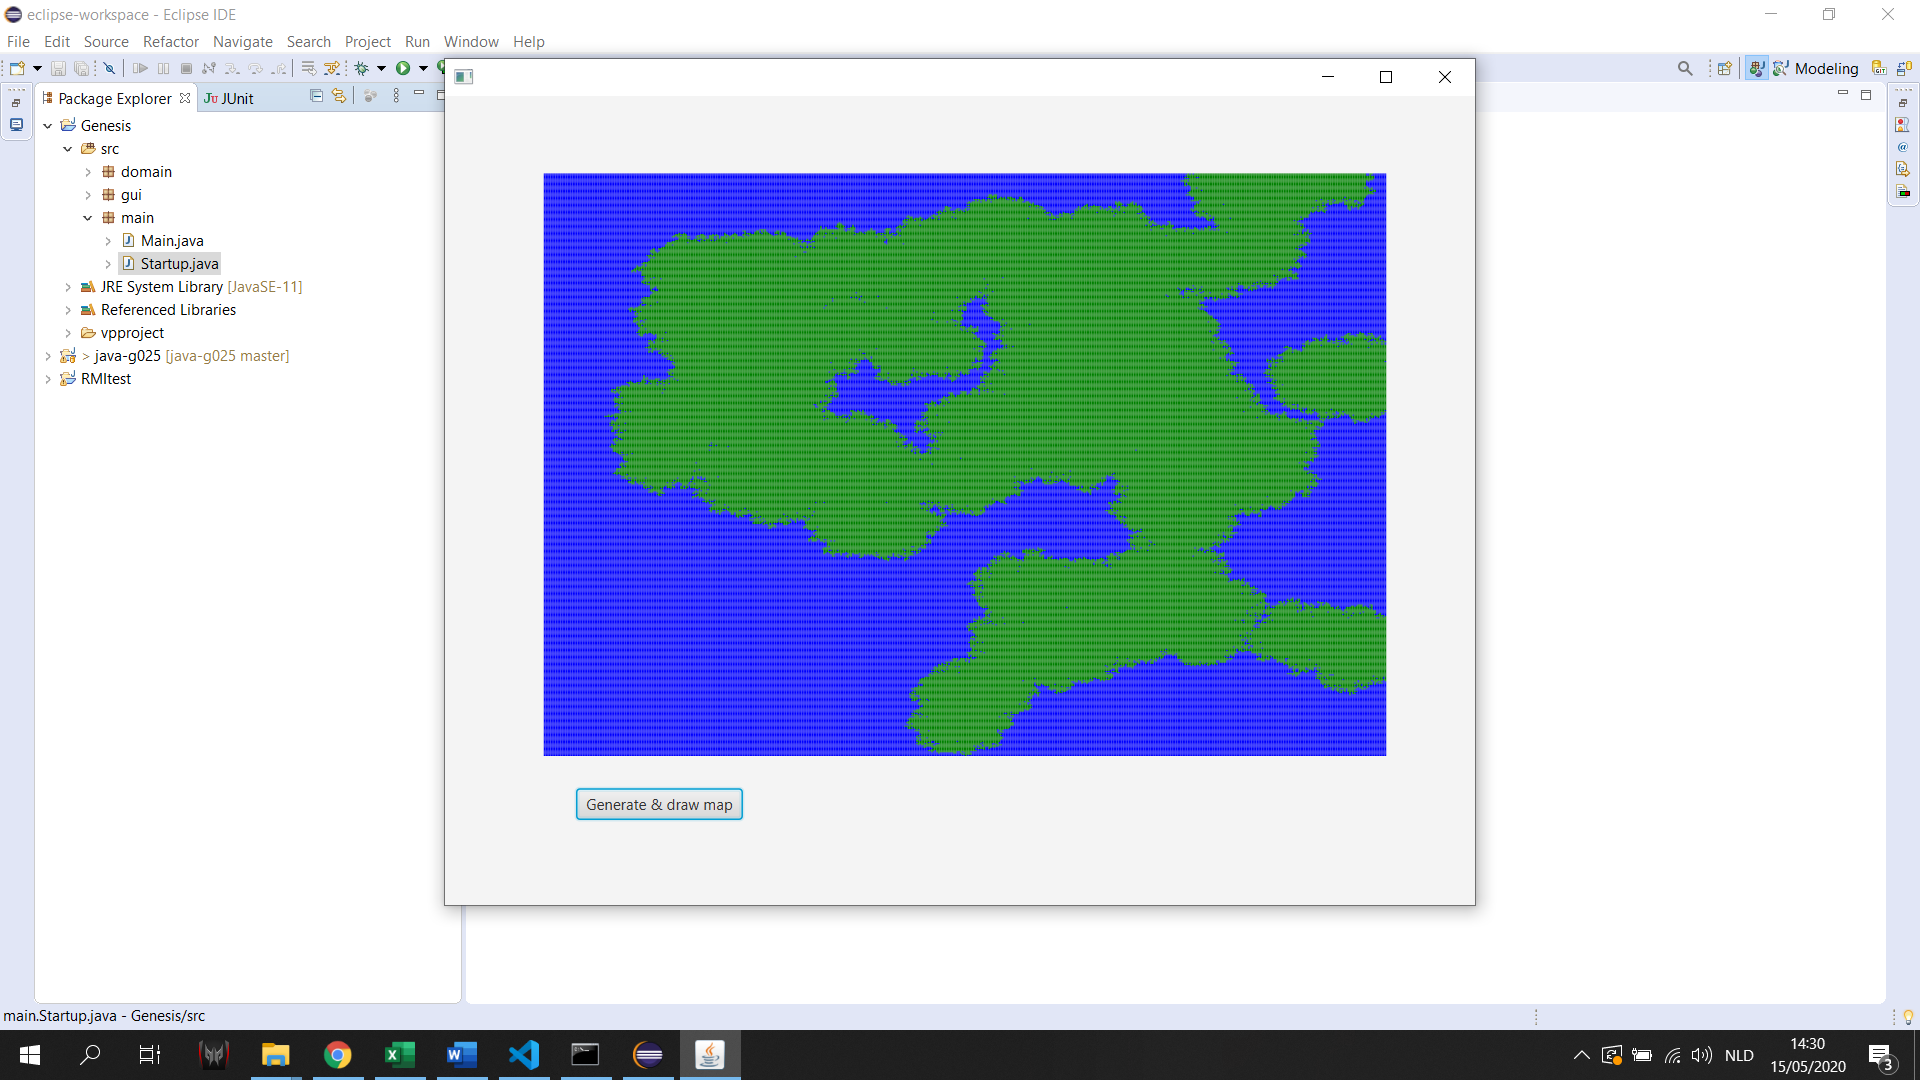 eclipse-workspace - Eclipse IDE
File Edit Source Refactor Navigate Search Project Run Window Help
Modeling
Package Explorer JUnit
Genesis
src
domain
gui
main
Main.java
Startup.java
JRE System Library [JavaSE-11]
Referenced Libraries
vpproject
> java-g025 [java-g025 master]
RMItest
Generate & draw map
main.Startup.java - Genesis/src
NLD
14:30
15/05/2020
3